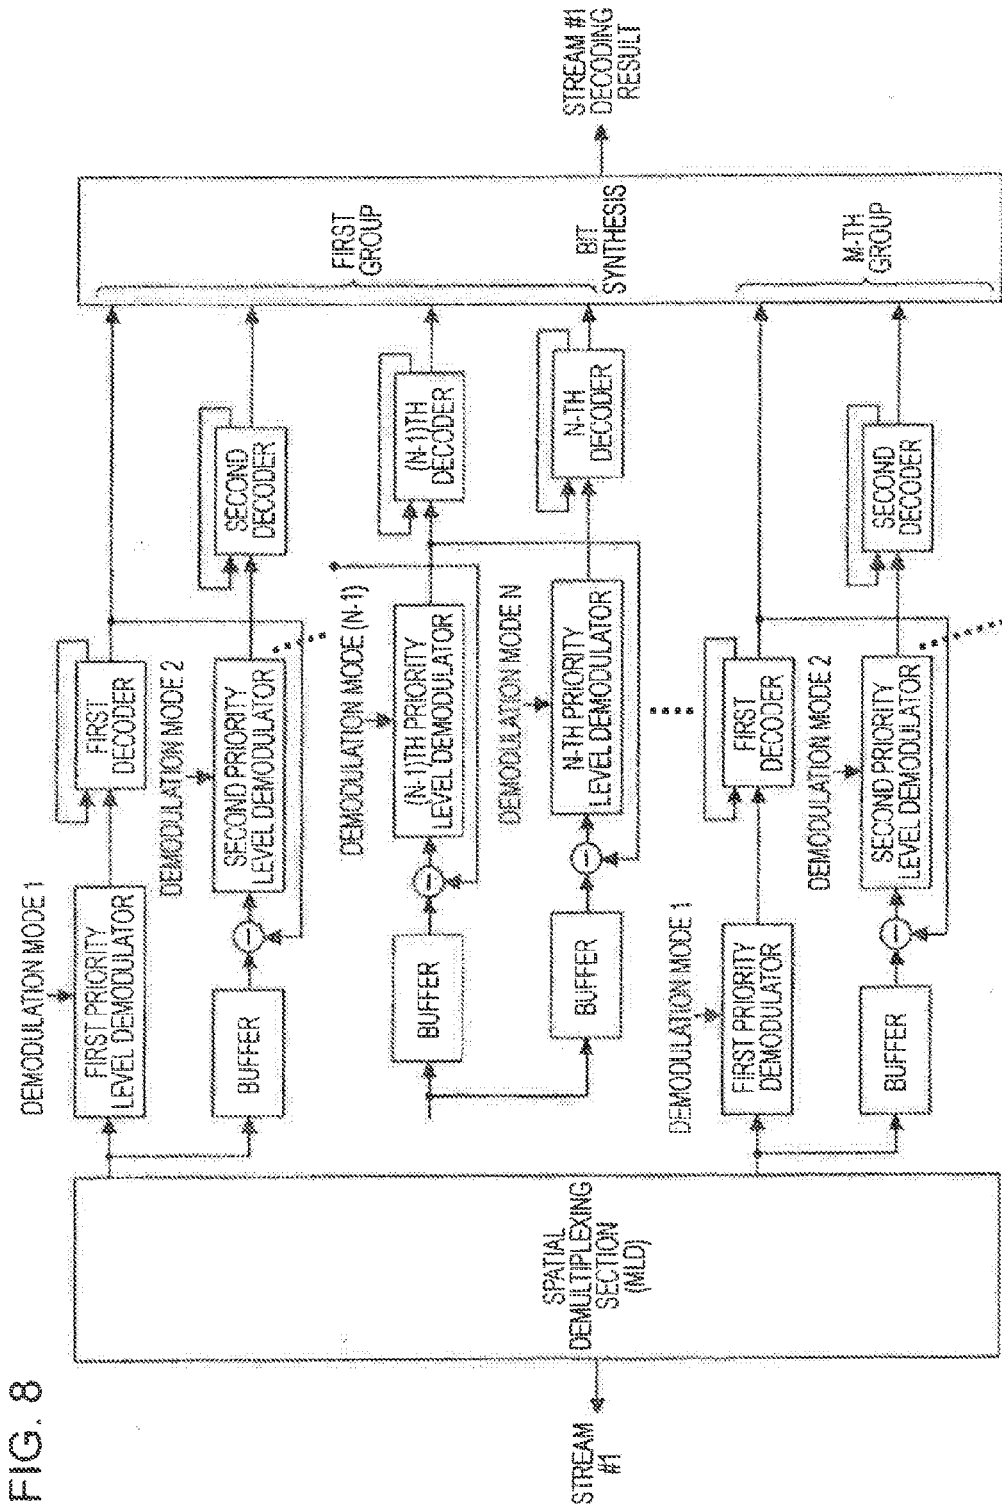 FIG. 8
STREAM
#1
SPATIAL
DEMULTIPLEXING
SECTION
(MLD)
DEMODULATION MODE 1
FIRST PRIORITY
LEVEL DEMODULATOR
FIRST
DECODER
BUFFER
DEMODULATION MODE 2
SECOND PRIORITY
LEVEL DEMODULATOR
SECOND
DECODER
BUFFER
DEMODULATION MODE (N-1)
(N-1)TH PRIORITY
LEVEL DEMODULATOR
(N-1)TH
DECODER
BUFFER
DEMODULATION MODE N
N-TH PRIORITY
LEVEL DEMODULATOR
N-TH
DECODER
DEMODULATION MODE 1
FIRST PRIORITY
DEMODULATOR
FIRST
DECODER
BUFFER
DEMODULATION MODE 2
SECOND PRIORITY
LEVEL DEMODULATOR
SECOND
DECODER
FIRST
GROUP
BIT
SYNTHESIS
M-TH
GROUP
STREAM #1
DECODING
RESULT